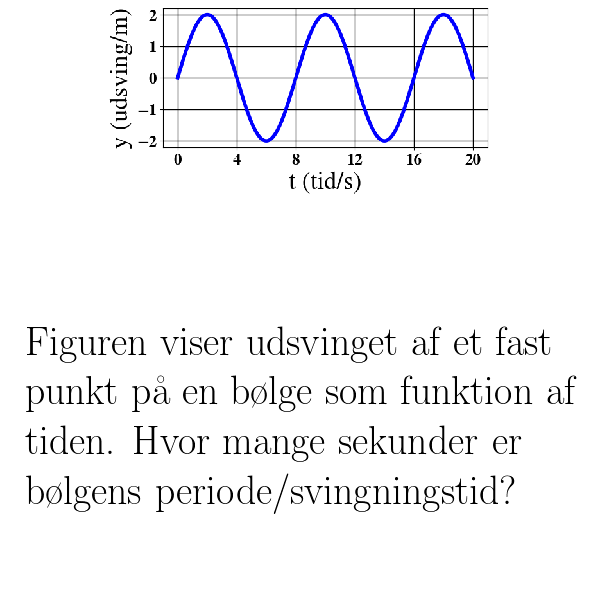 2
1
0
−1
−2
y (udsving/m)
0 4 8 12 16 20
t (tid/s)
Figuren viser udsvinget af et fast
punkt på en bølge som funktion af
tiden. Hvor mange sekunder er
bølgens periode/svingningstid?